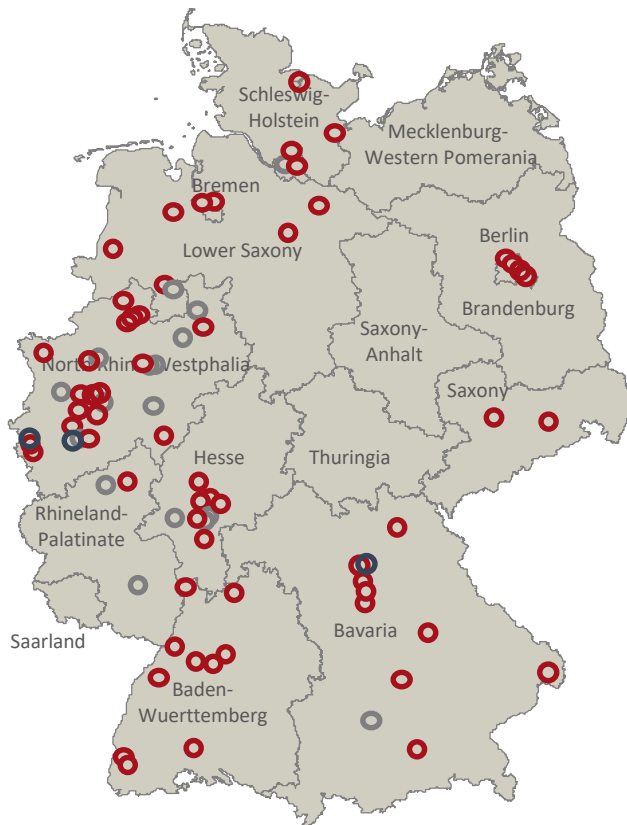 Schleswig-
Holstein
Mecklenburg-
Western Pomerania
Bremen
Lower Saxony
Berlin
Brandenburg
Saxony-
Anhalt
North Rhine-Westphalia
Saxony
Hesse
Thuringia
Rhineland-
Palatinate
Saarland
Bavaria
Baden-
Wuerttemberg